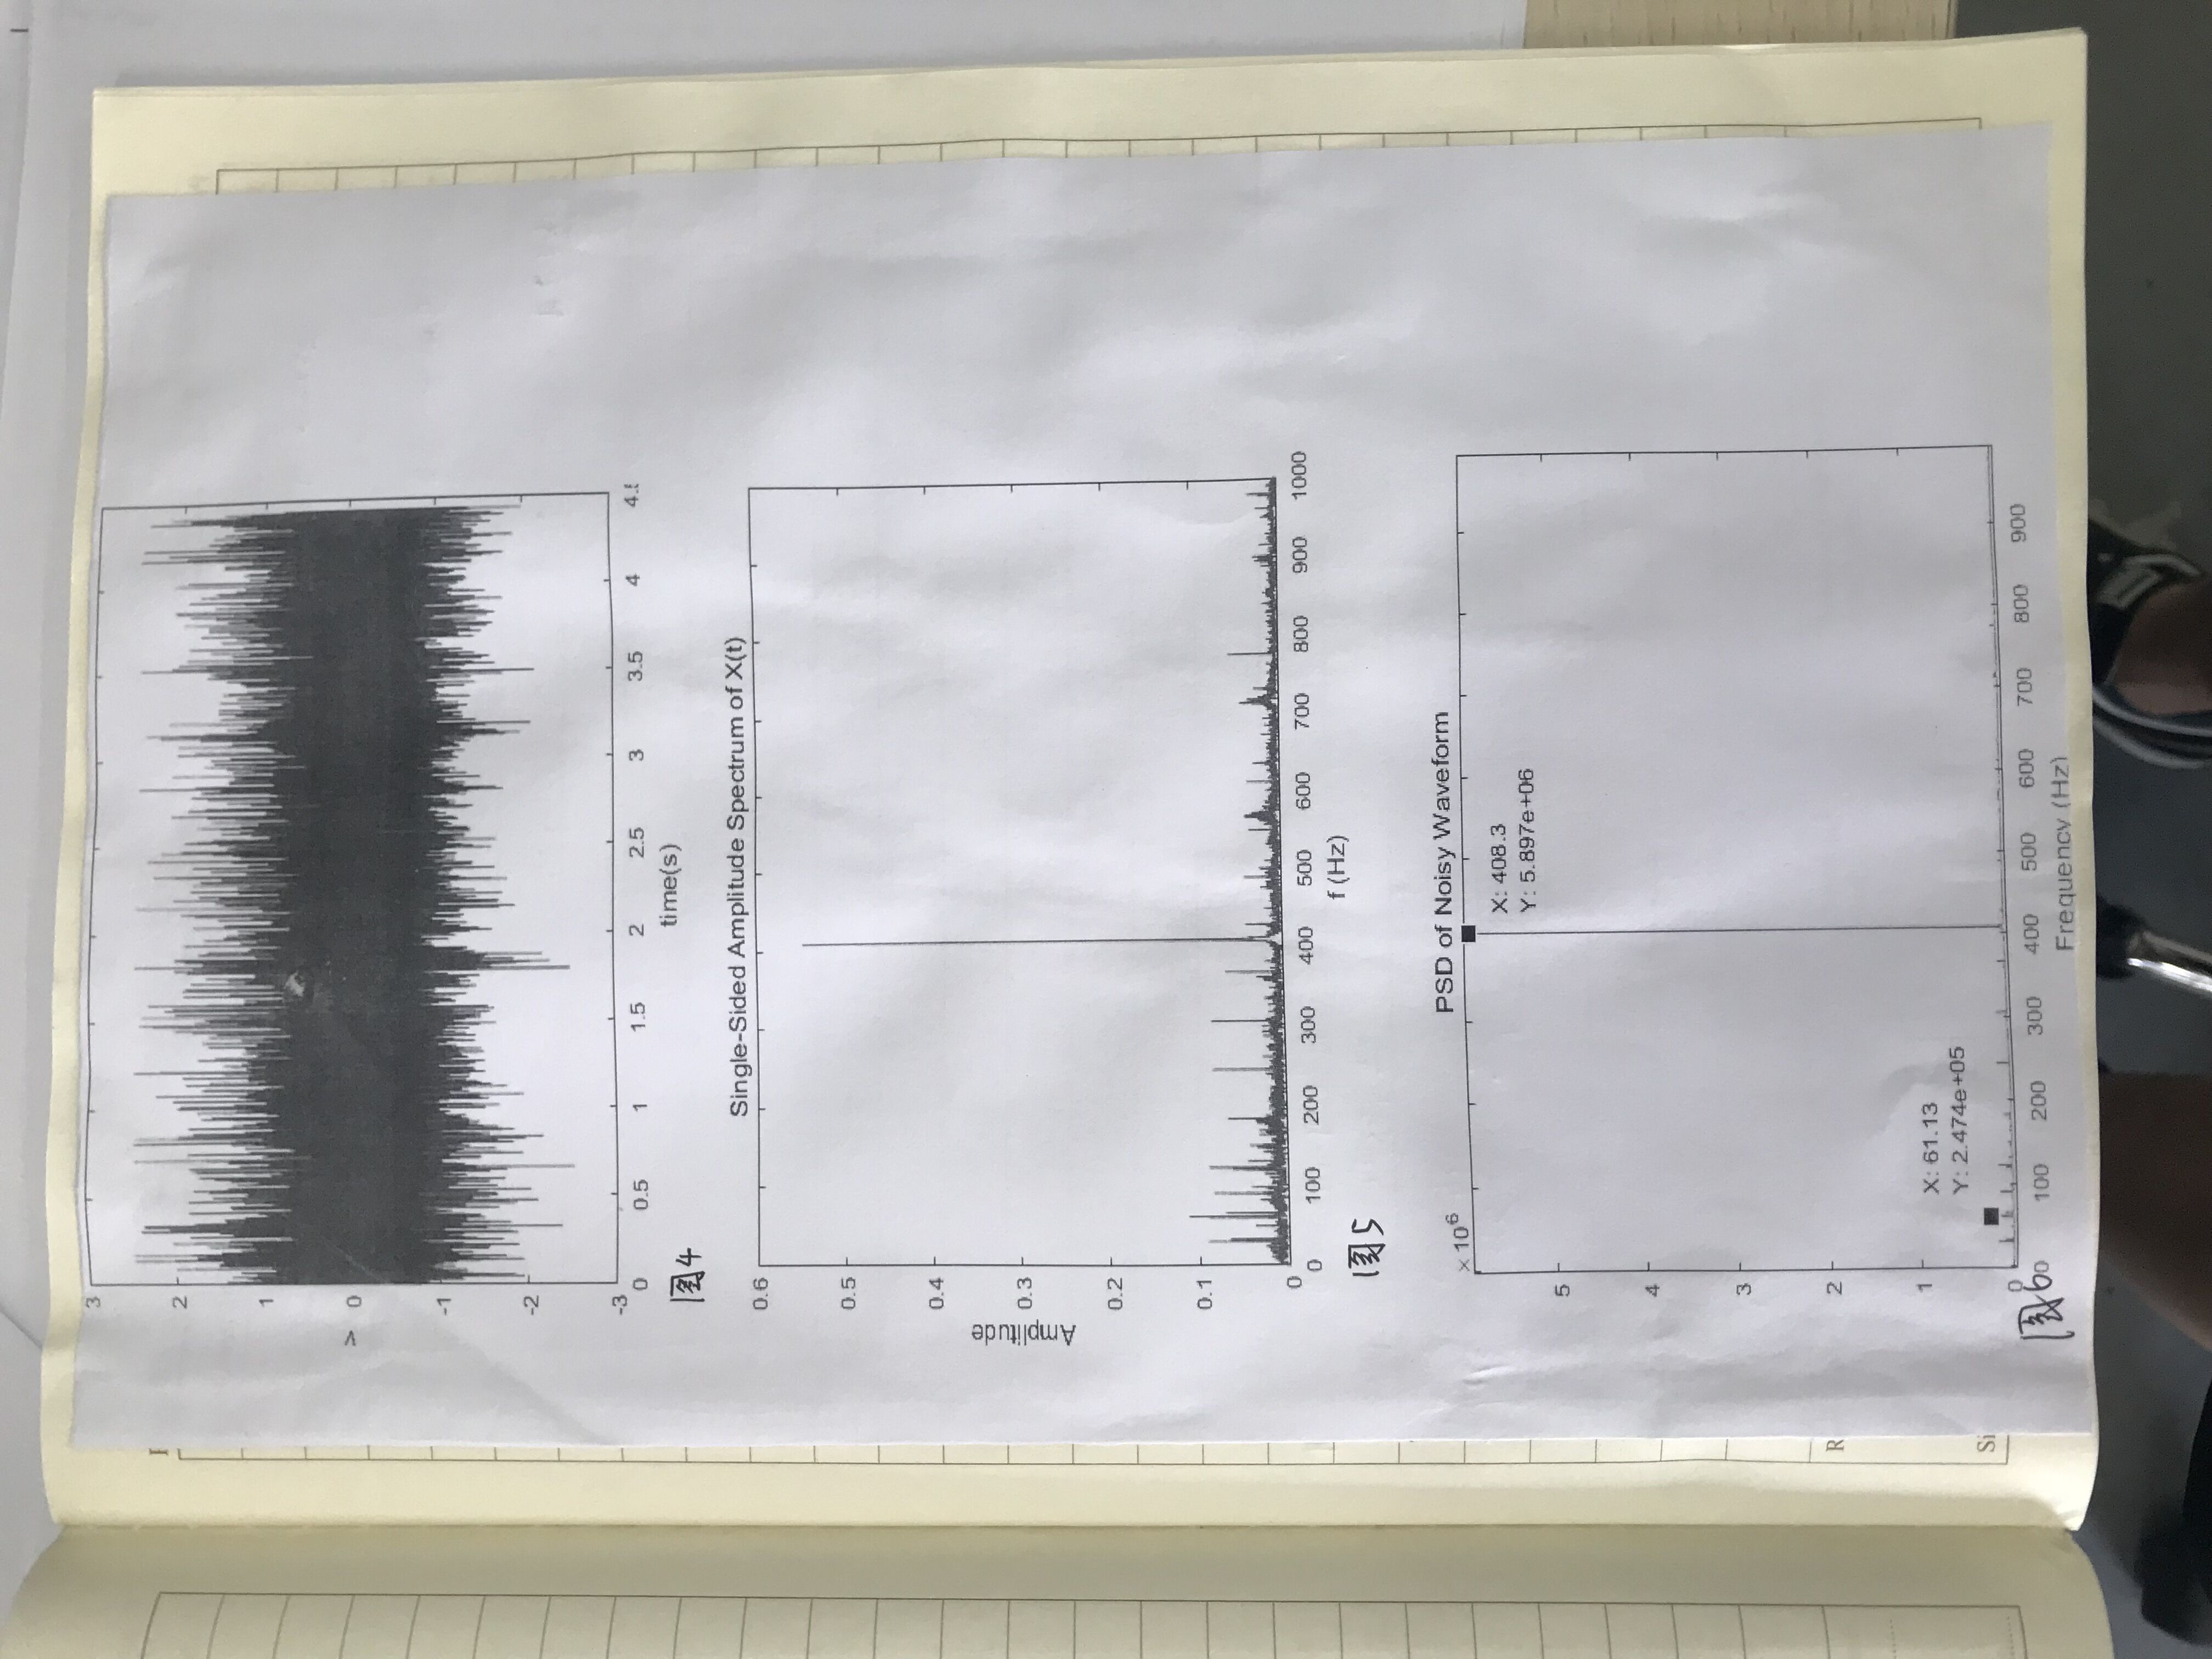 3
2
1
0
-1
-2
-3
V
0
0.5
1
1.5
2
2.5
3
3.5
4
time(s)
图4
Single-Sided Amplitude Spectrum of X(t)
0.6
0.5
0.4
0.3
0.2
0.1
0
Amplitude
0 100 200 300 400 500 600 700 800 900 1000
f (Hz)
图5
PSD of Noisy Waveform
× 10^6
X: 408.3
Y: 5.897e+06
5
4
3
2
1
0
X: 61.13
Y: 2.474e+05
0 100 200 300 400 500 600 700 800 900
Frequency (Hz)
图6
R
Si